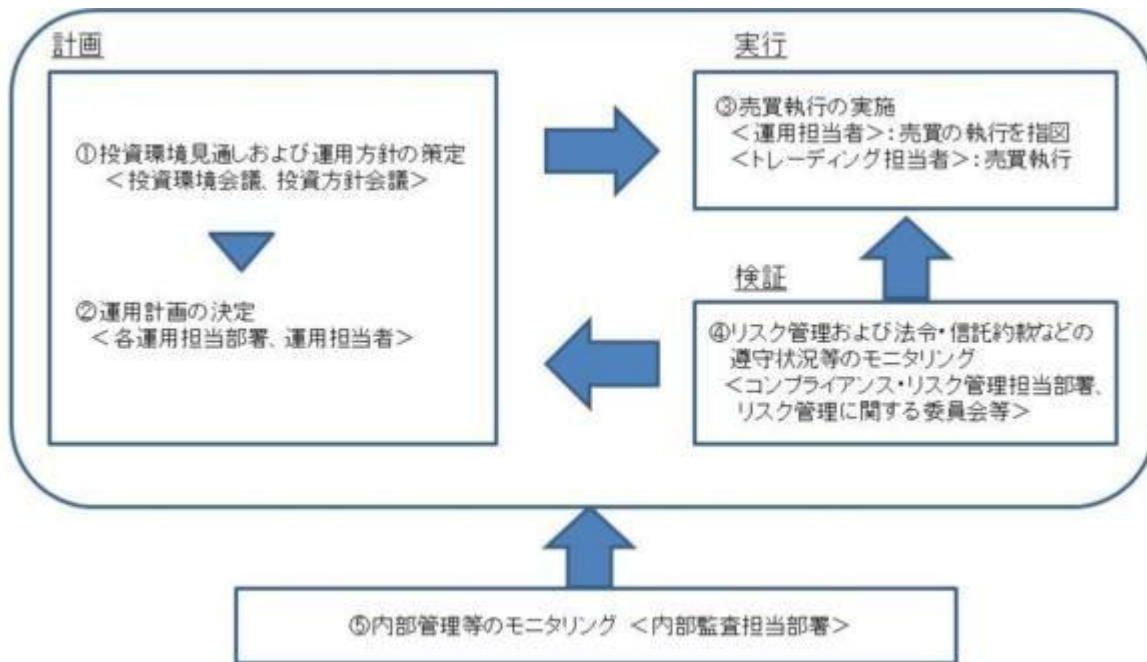 計画
①投資環境見通しおよび運用方針の策定
＜投資環境会議、投資方針会議＞
②運用計画の決定
＜各運用担当部署、運用担当者＞
実行
③売買執行の実施
＜運用担当者＞：売買の執行を指図
＜トレーディング担当者＞：売買執行
検証
④リスク管理および法令・信託約款などの
遵守状況等のモニタリング
＜コンプライアンス・リスク管理担当部署、
リスク管理に関する委員会等＞
⑤内部管理等のモニタリング ＜内部監査担当部署＞